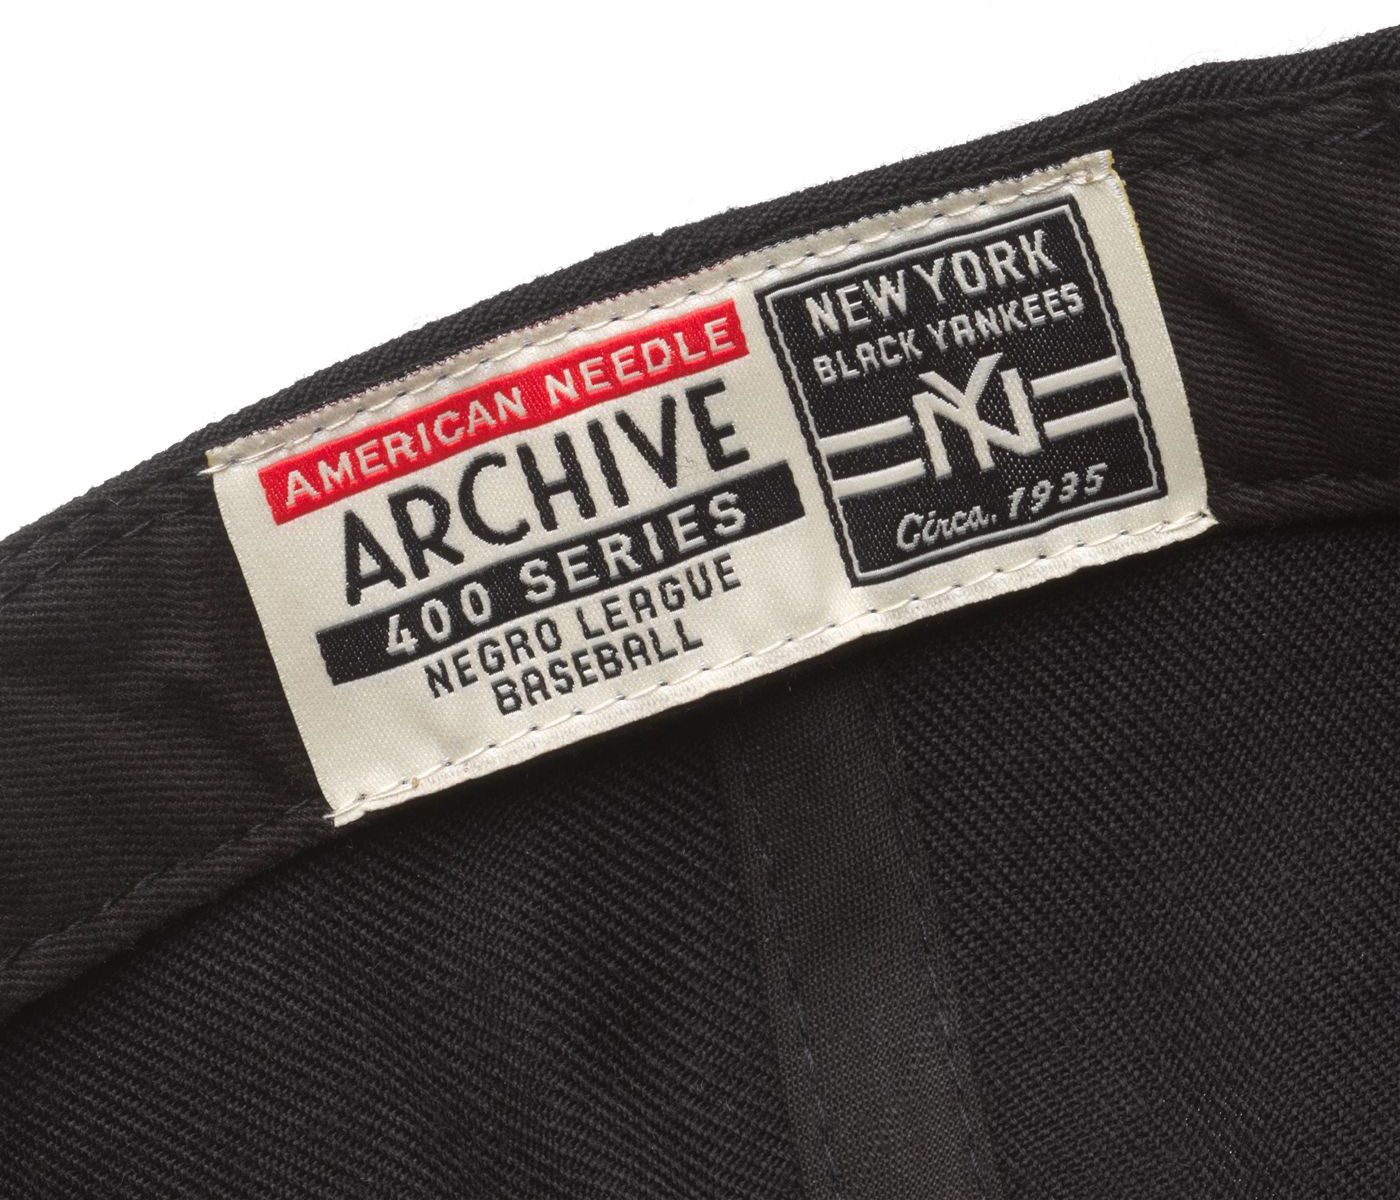 AMERICAN NEEDLE
ARCHIVE
400 SERIES
NEGRO LEAGUE
BASEBALL
NEW YORK
BLACK YANKEES
NY
Circa. 1935